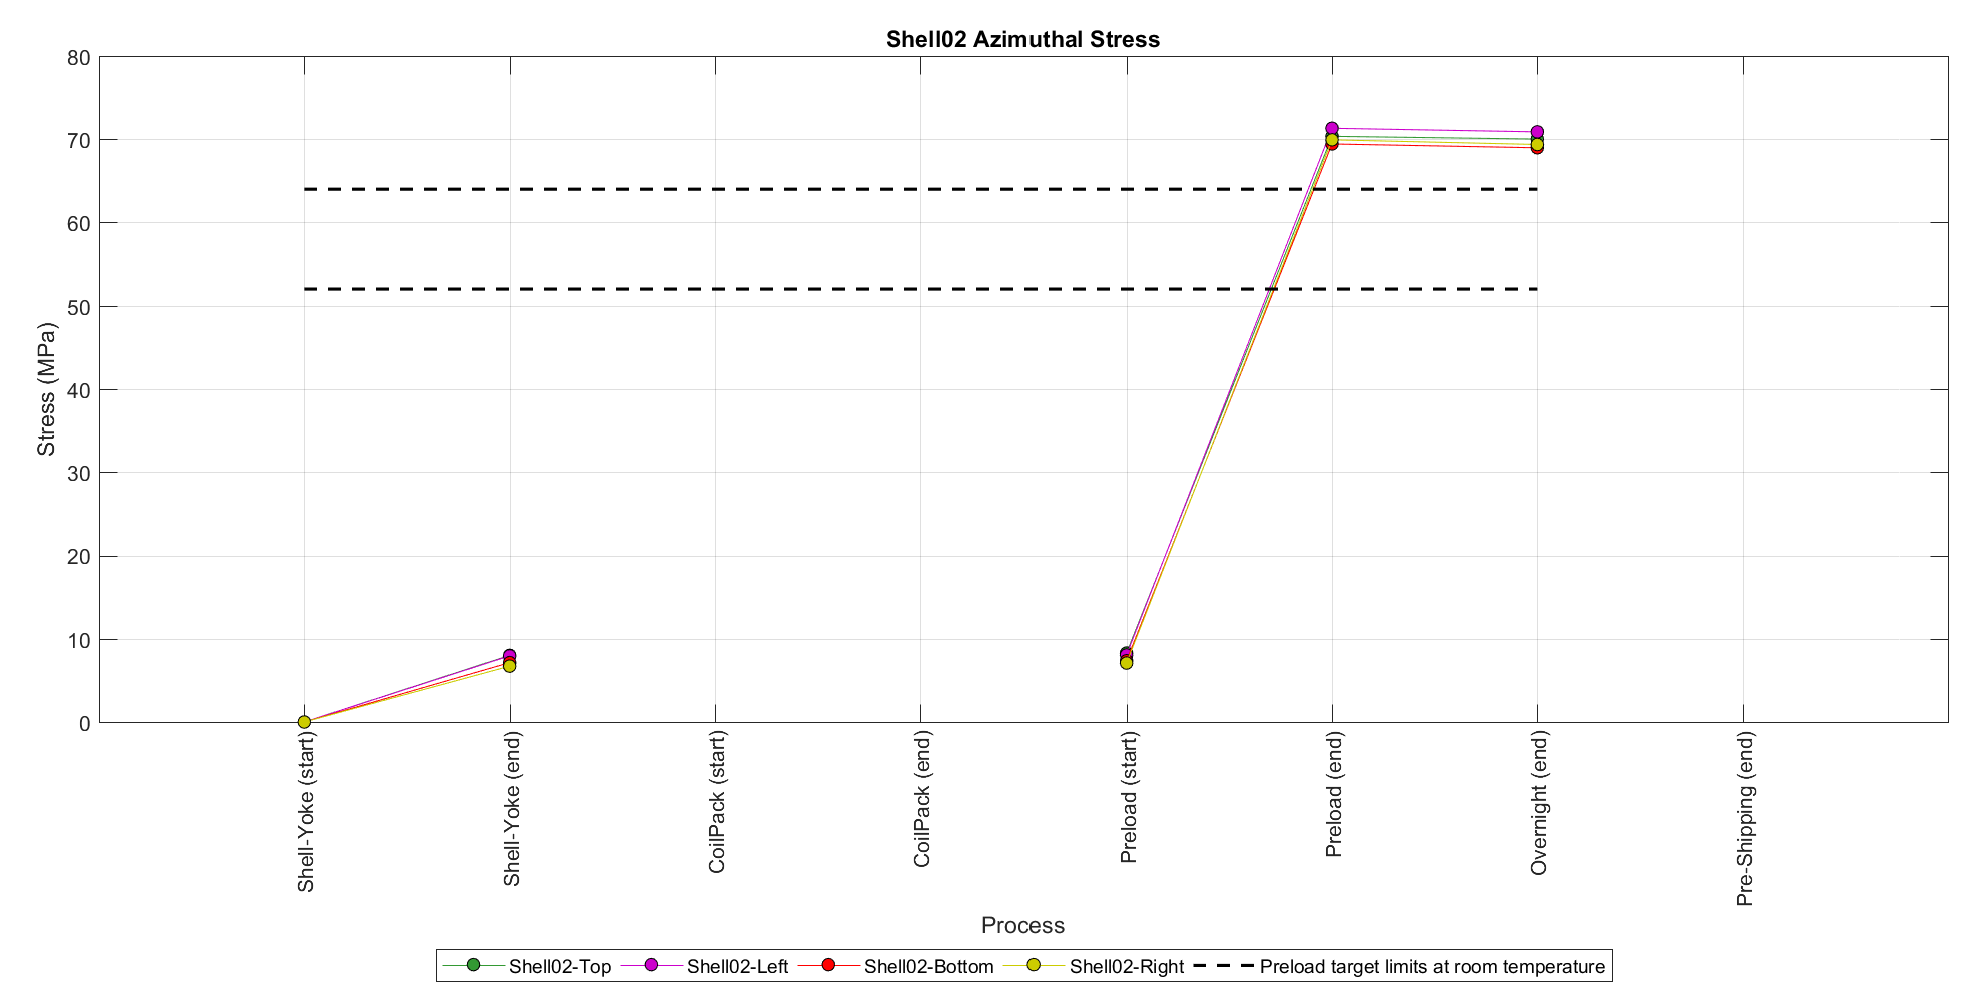 Shell02 Azimuthal Stress
80
70
60
50
40
30
20
10
0
Stress (MPa)
Shell-Yoke (start)
Shell-Yoke (end)
CoilPack (start)
CoilPack (end)
Preload (start)
Preload (end)
Overnight (end)
Pre-Shipping (end)
Process
Shell02-Top Shell02-Left Shell02-Bottom Shell02-Right Preload target limits at room temperature